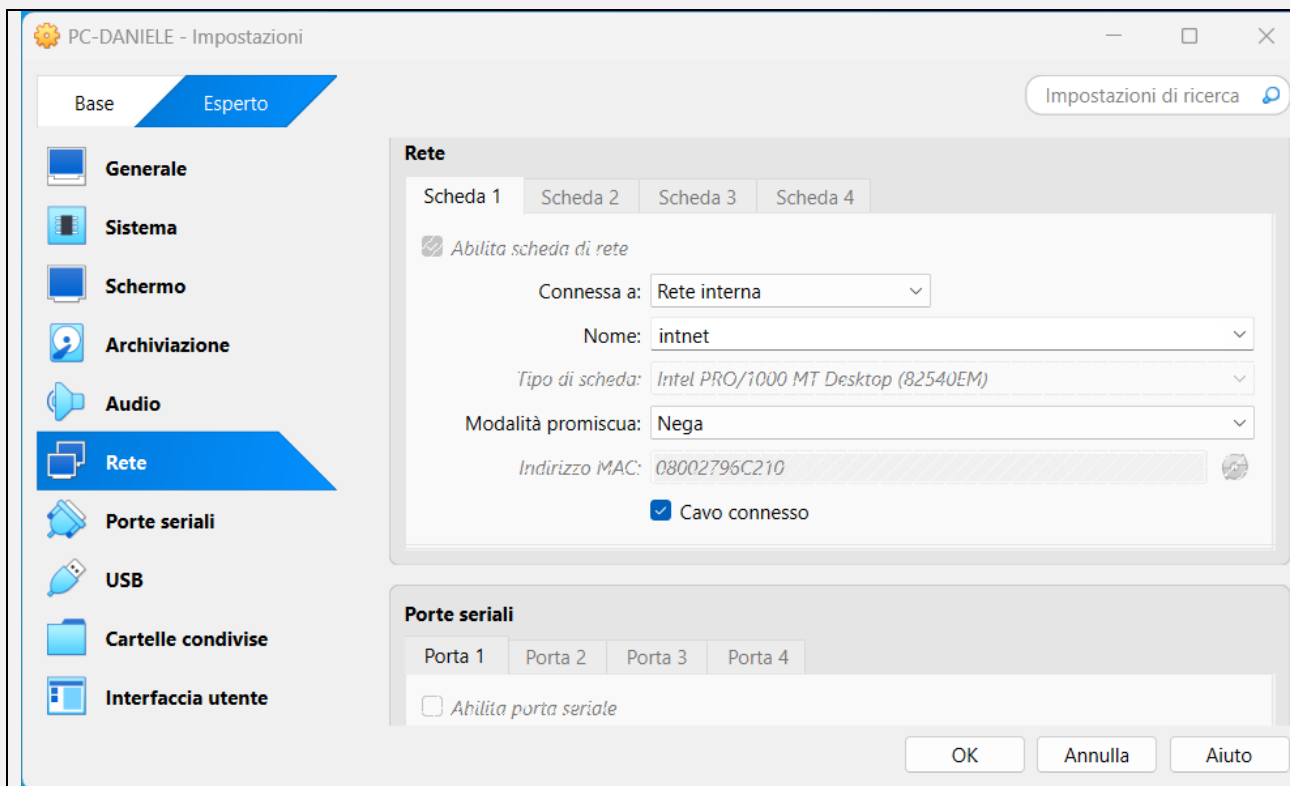 PC-DANIELE - Impostazioni
Base
Esperto
Impostazioni di ricerca
Generale
Sistema
Schermo
Archiviazione
Audio
Rete
Porte seriali
USB
Cartelle condivise
Interfaccia utente
Rete
Scheda 1 Scheda 2 Scheda 3 Scheda 4
Abilita scheda di rete
Connessa a: Rete interna
Nome: intnet
Tipo di scheda: Intel PRO/1000 MT Desktop (82540EM)
Modalità promiscua: Nega
Indirizzo MAC: 08002796C210
Cavo connesso
Porte seriali
Porta 1 Porta 2 Porta 3 Porta 4
Abilita porta seriale
OK Annulla Aiuto